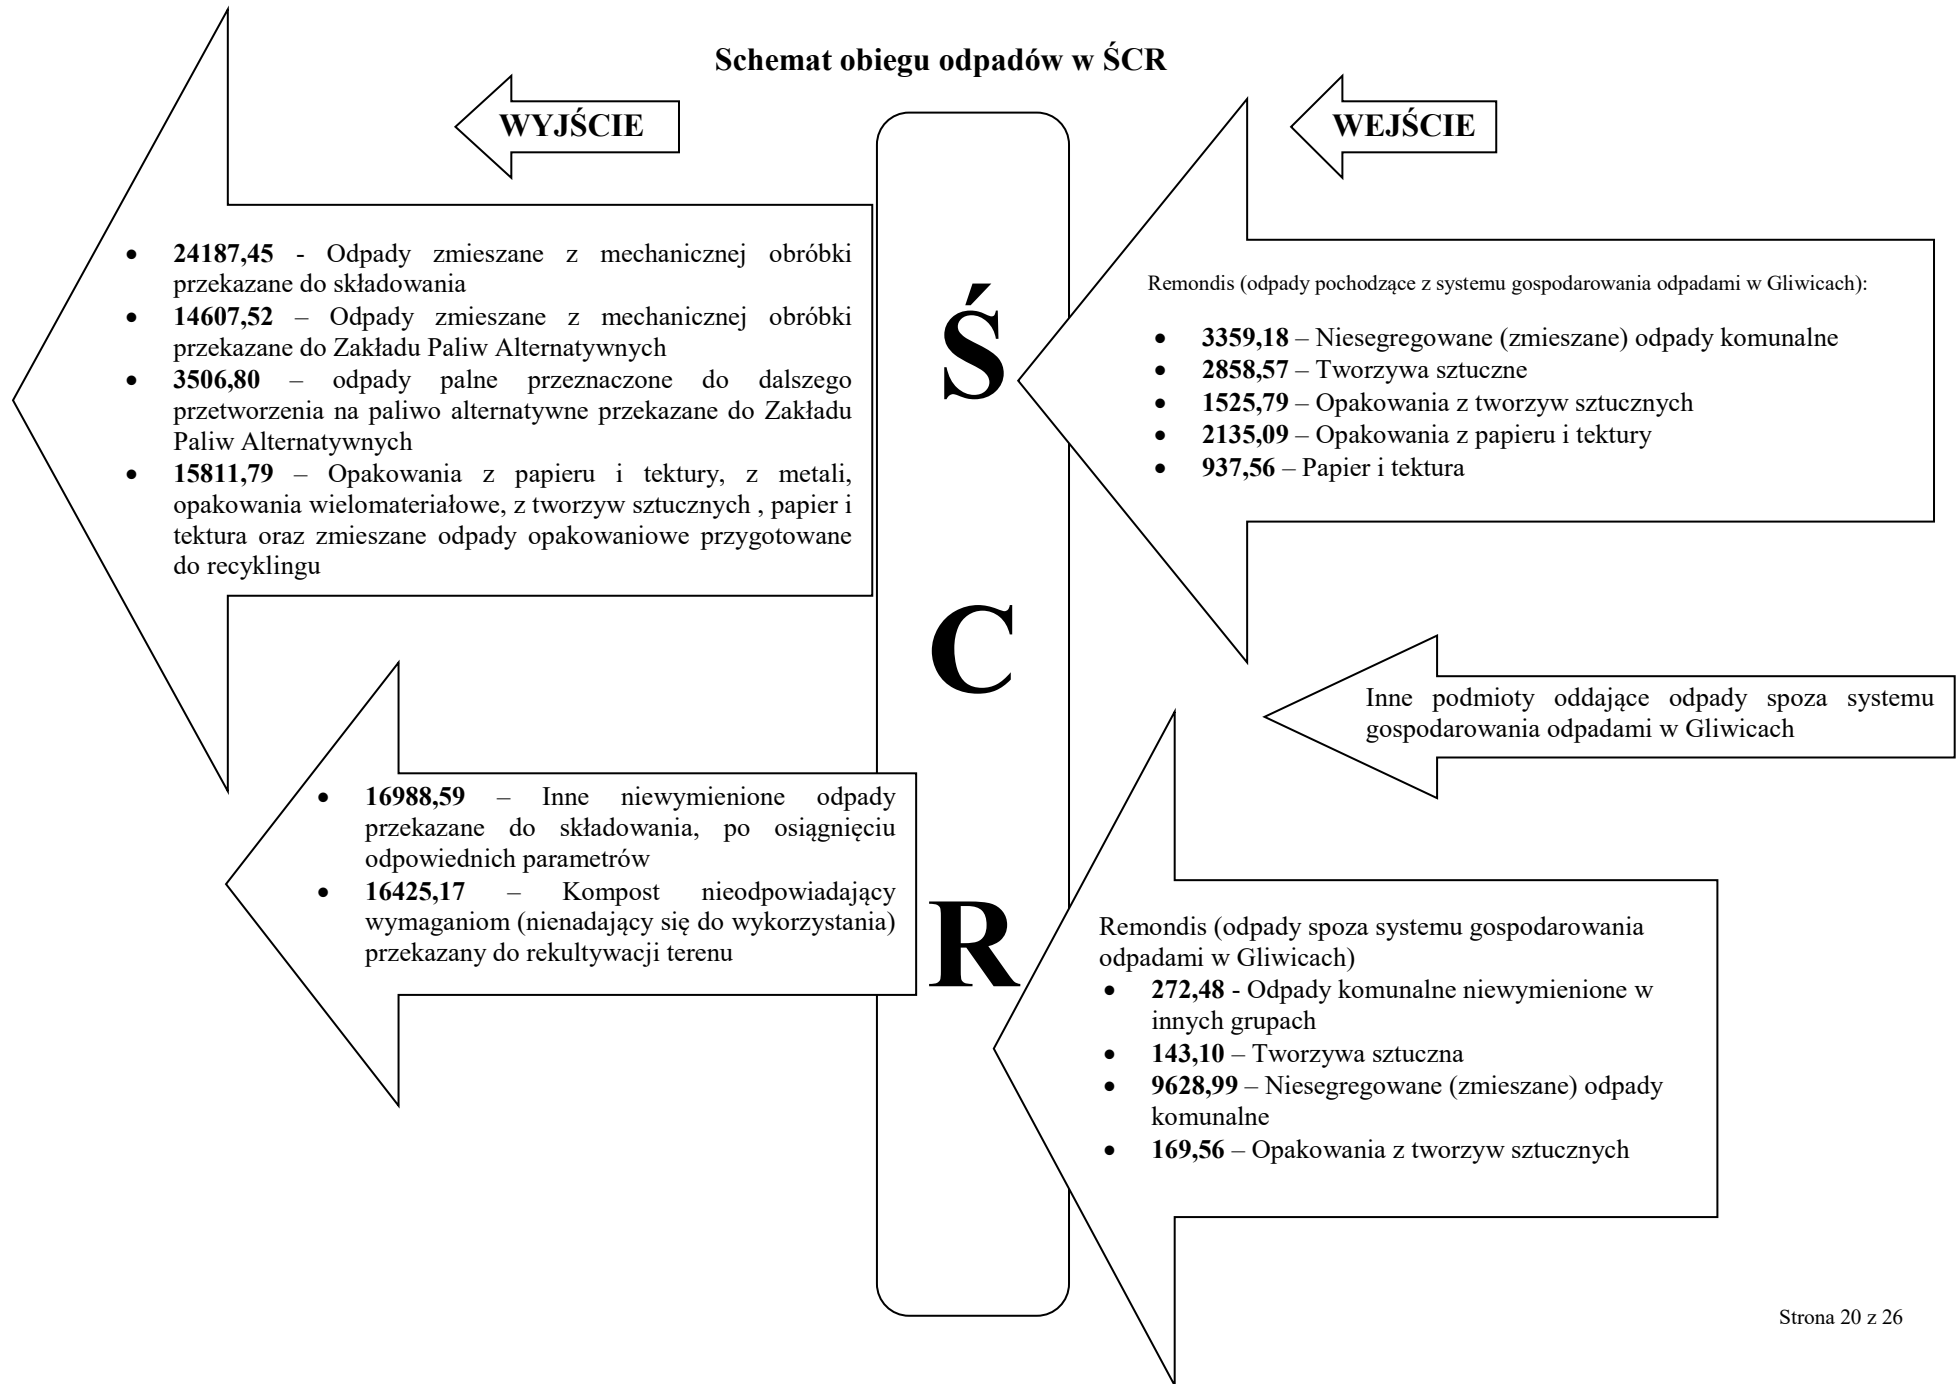 Schemat obiegu odpadów w ŚCR
WYJŚCIE
WEJŚCIE
• 24187,45 - Odpady zmieszane z mechanicznej obróbki
przekazane do składowania
• 14607,52 – Odpady zmieszane z mechanicznej obróbki
przekazane do Zakładu Paliw Alternatywnych
• 3506,80 – odpady palne przeznaczone do dalszego
przetworzenia na paliwo alternatywne przekazane do Zakładu
Paliw Alternatywnych
• 15811,79 – Opakowania z papieru i tektury, z metali,
opakowania wielomateriałowe, z tworzyw sztucznych , papier i
tektura oraz zmieszane odpady opakowaniowe przygotowane
do recyklingu
• 16988,59 – Inne niewymienione odpady
przekazane do składowania, po osiągnięciu
odpowiednich parametrów
• 16425,17 – Kompost nieodpowiadający
wymaganiom (nienadający się do wykorzystania)
przekazany do rekultywacji terenu
Ś
C
R
Remondis (odpady pochodzące z systemu gospodarowania odpadami w Gliwicach):
• 3359,18 – Niesegregowane (zmieszane) odpady komunalne
• 2858,57 – Tworzywa sztuczne
• 1525,79 – Opakowania z tworzyw sztucznych
• 2135,09 – Opakowania z papieru i tektury
• 937,56 – Papier i tektura
Inne podmioty oddające odpady spoza systemu
gospodarowania odpadami w Gliwicach
Remondis (odpady spoza systemu gospodarowania
odpadami w Gliwicach)
• 272,48 - Odpady komunalne niewymienione w
innych grupach
• 143,10 – Tworzywa sztuczna
• 9628,99 – Niesegregowane (zmieszane) odpady
komunalne
• 169,56 – Opakowania z tworzyw sztucznych
Strona 20 z 26